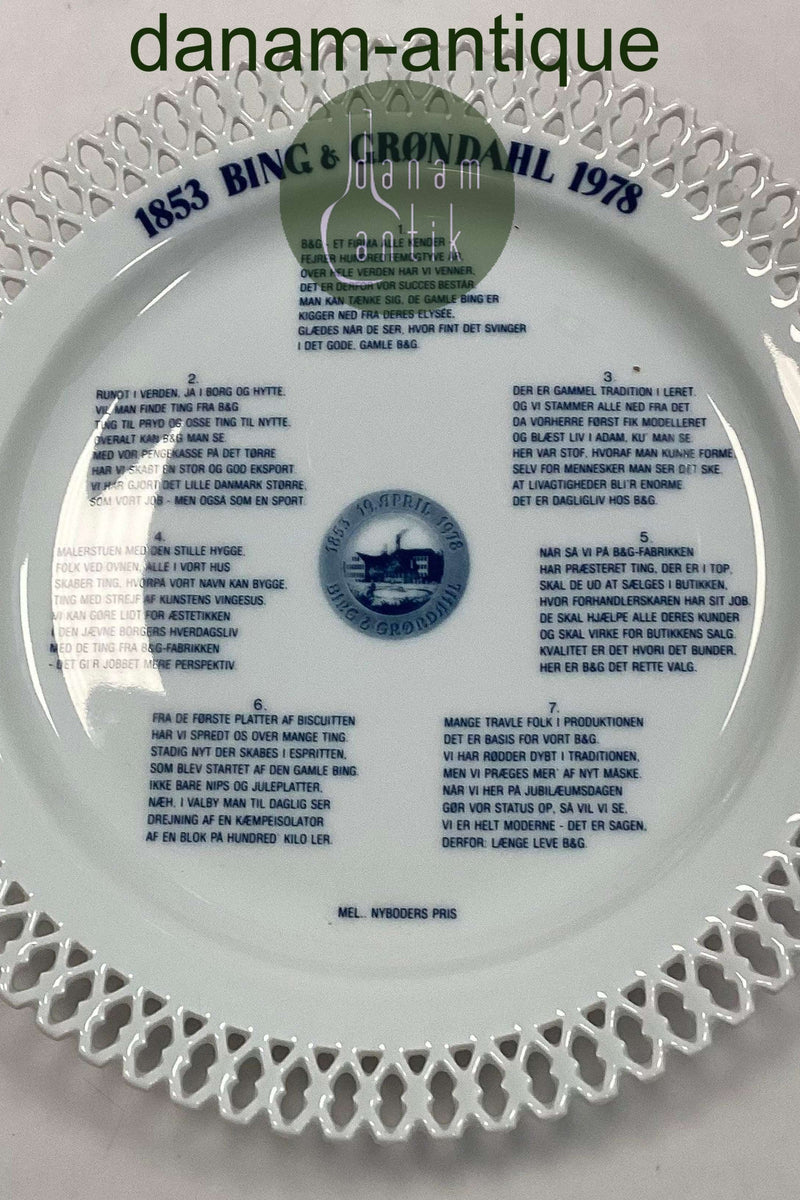 danam-antique
1853 BING & GRØNDAHL 1978
danam
antik
1.
B&G - ET FIRMA ALLE KENDER -
FEJRER HUNDREDFEMOGTYVE ÅR,
OVER HELE VERDEN HAR VI VENNER,
DET ER DERFOR VOR SUCCES BESTÅR.
MAN KAN TÆNKE SIG, DE GAMLE BING'ER
KIGGER NED FRA DERES ELYSÉE,
GLÆDES NÅR DE SER, HVOR FINT DET SVINGER
I DET GODE, GAMLE B&G.
2.
RUNDT I VERDEN, JA I BORG OG HYTTE,
VIL MAN FINDE TING FRA B&G
TING TIL PRYD OG OSSE TING TIL NYTTE,
OVERALT KAN B&G MAN SE.
MED VOR PENGEKASSE PÅ DET TØRRE
HAR VI SKABT EN STOR OG GOD EKSPORT.
VI HAR GJORT DET LILLE DANMARK STØRRE,
SOM VORT JOB - MEN OGSÅ SOM EN SPORT.
3.
DER ER GAMMEL TRADITION I LERET,
OG VI STAMMER ALLE NED FRA DET
DA VORHERRE FØRST FIK MODELLERET
OG BLÆST LIV I ADAM, KU' MAN SE
HER VAR STOF, HVORAF MAN KUNNE FORME,
SELV FOR MENNESKER MAN SER DET SKE.
AT LIVAGTIGHEDER BLI'R ENORME
DET ER DAGLIGLIV HOS B&G.
1853 19. APRIL 1978
BING & GRØNDAHL
4.
MALERSTUEN MED DEN STILLE HYGGE,
FOLK VED OVNEN, ALLE I VORT HUS
SKABER TING, HVORPÅ VORT NAVN KAN BYGGE,
TING MED STREJF AF KUNSTENS VINGESUS.
VI KAN GØRE LIDT FOR ÆSTETIKKEN
I DEN JÆVNE BORGERS HVERDAGSLIV
MED DE TING FRA B&G-FABRIKKEN
- DET GI'R JOBBET MERE PERSPEKTIV.
5.
NÅR SÅ VI PÅ B&G-FABRIKKEN
HAR PRÆSTERET TING, DER ER I TOP,
SKAL DE UD AT SÆLGES I BUTIKKEN,
HVOR FORHANDLERSKAREN HAR SIT JOB.
DE SKAL HJÆLPE ALLE DERES KUNDER
OG SKAL VIRKE FOR BUTIKKENS SALG.
KVALITET ER DET HVORI DET BUNDER,
HER ER B&G DET RETTE VALG.
6.
FRA DE FØRSTE PLATTER AF BISCUITTEN
HAR VI SPREDT OS OVER MANGE TING.
STADIG NYT DER SKABES I ESPRITTEN,
SOM BLEV STARTET AF DEN GAMLE BING.
IKKE BARE NIPS OG JULEPLATTER,
NÆH, I VALBY MAN TIL DAGLIG SER
DREJNING AF EN KÆMPEISOLATOR
AF EN BLOK PÅ HUNDRED' KILO LER.
7.
MANGE TRAVLE FOLK I PRODUKTIONEN
DET ER BASIS FOR VORT B&G.
VI HAR RØDDER DYBT I TRADITIONEN,
MEN VI PRÆGES MER' AF NYT MÅSKE.
NÅR VI HER PÅ JUBILÆUMSDAGEN
GØR VOR STATUS OP, SÅ VIL VI SE,
VI ER HELT MODERNE - DET ER SAGEN,
DERFOR: LÆNGE LEVE B&G.
MEL.. NYBODERS PRIS